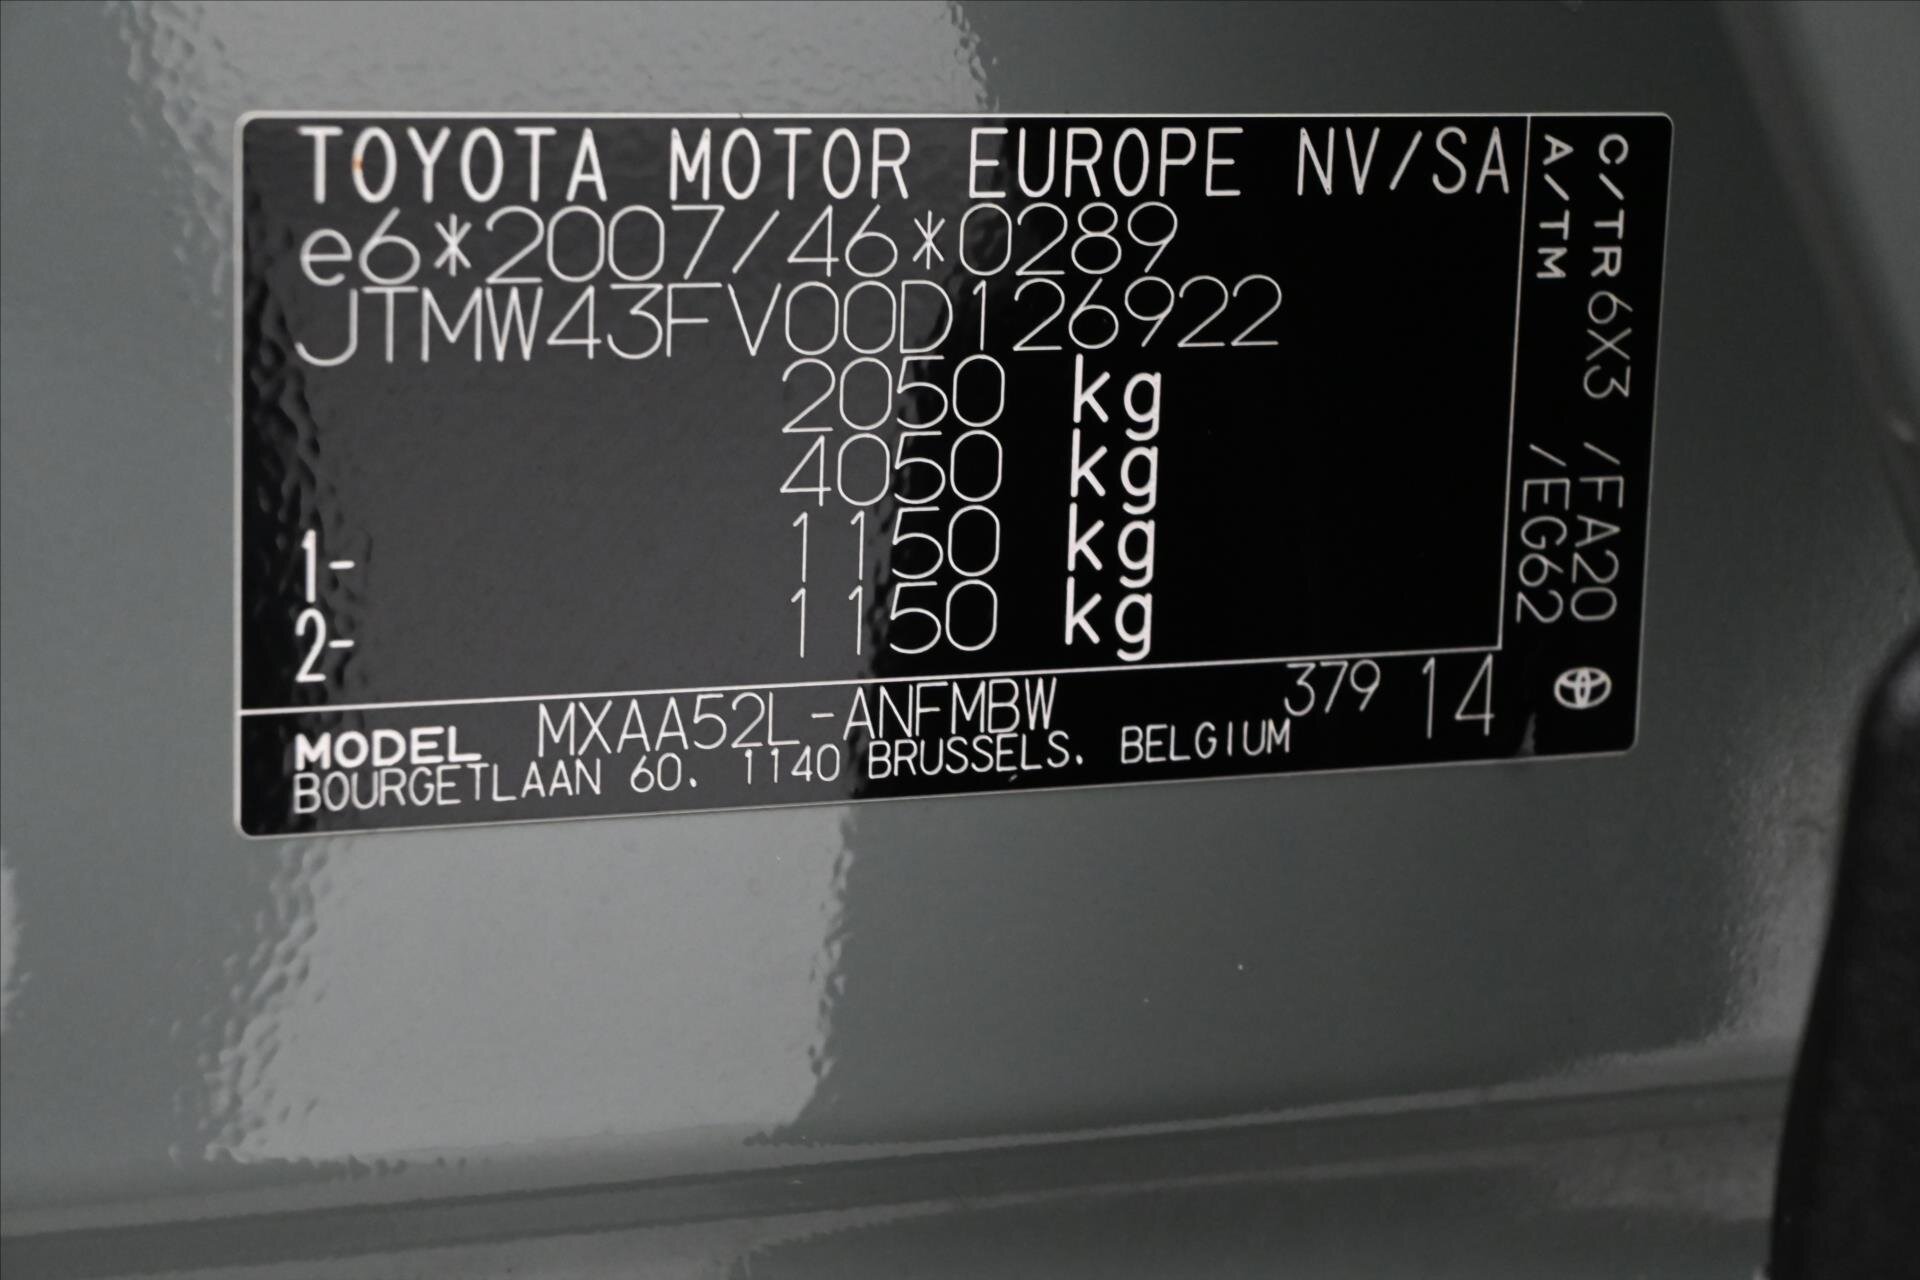 TOYOTA MOTOR EUROPE NV/SA
e6*2007/46*0289
JTMW43FV00D126922
2050 kg
4050 kg
1- 1150 kg
2- 1150 kg
MODEL MXAA52L-ANFMBW 379 14
BOURGETLAAN 60. 1140 BRUSSELS. BELGIUM
C/TR 6X3 /FA20
A/TM /EG62